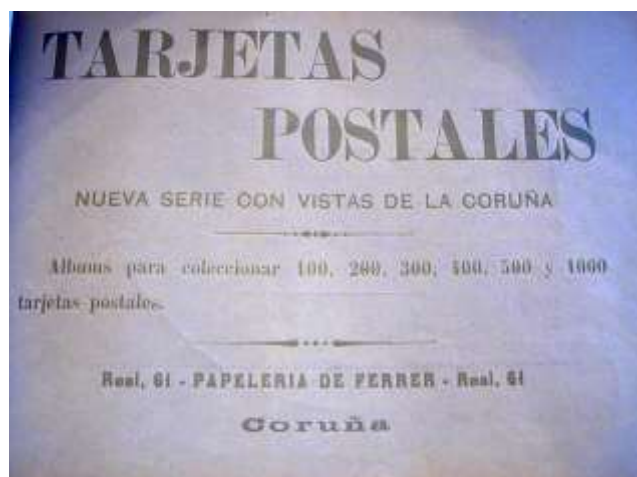 TARJETAS
POSTALES
NUEVA SERIE CON VISTAS DE LA CORUÑA
Albums para coleccionar 100, 200, 300, 400, 500 y 1000
tarjetas postales.
Real, 61 - PAPELERIA DE FERRER - Real, 61
Coruña